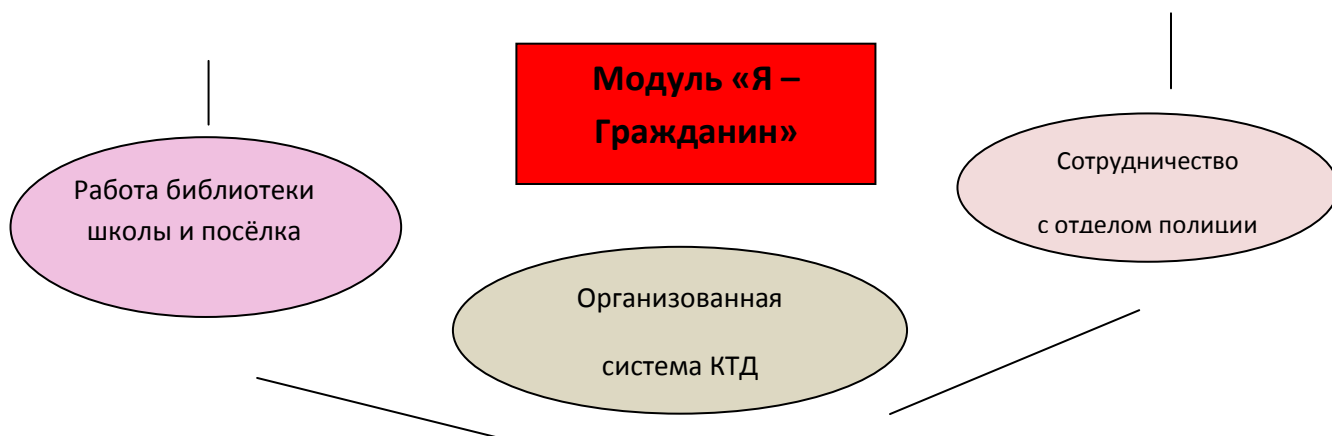 Модуль «Я –
Гражданин»
Работа библиотеки
школы и посёлка
Сотрудничество
с отделом полиции
Организованная
система КТД